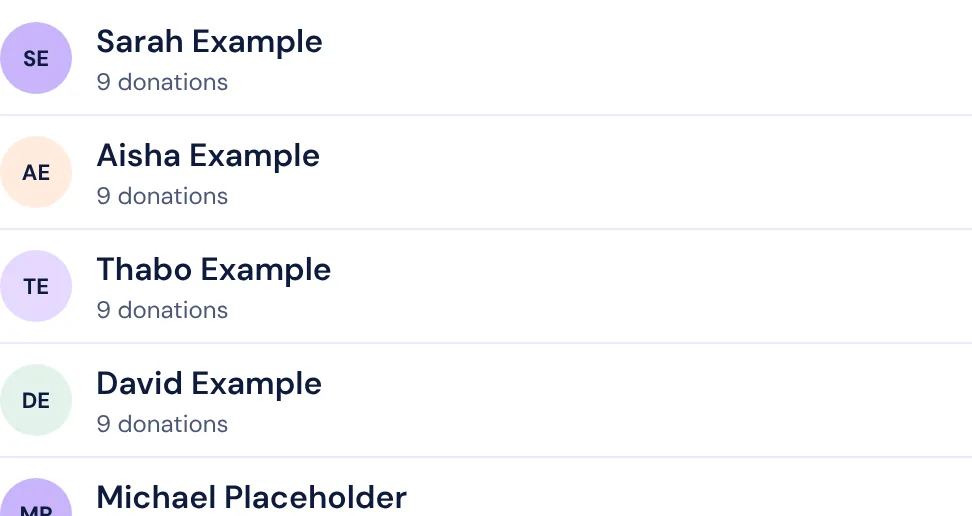 SE
Sarah Example
9 donations
AE
Aisha Example
9 donations
TE
Thabo Example
9 donations
DE
David Example
9 donations
MP
Michael Placeholder